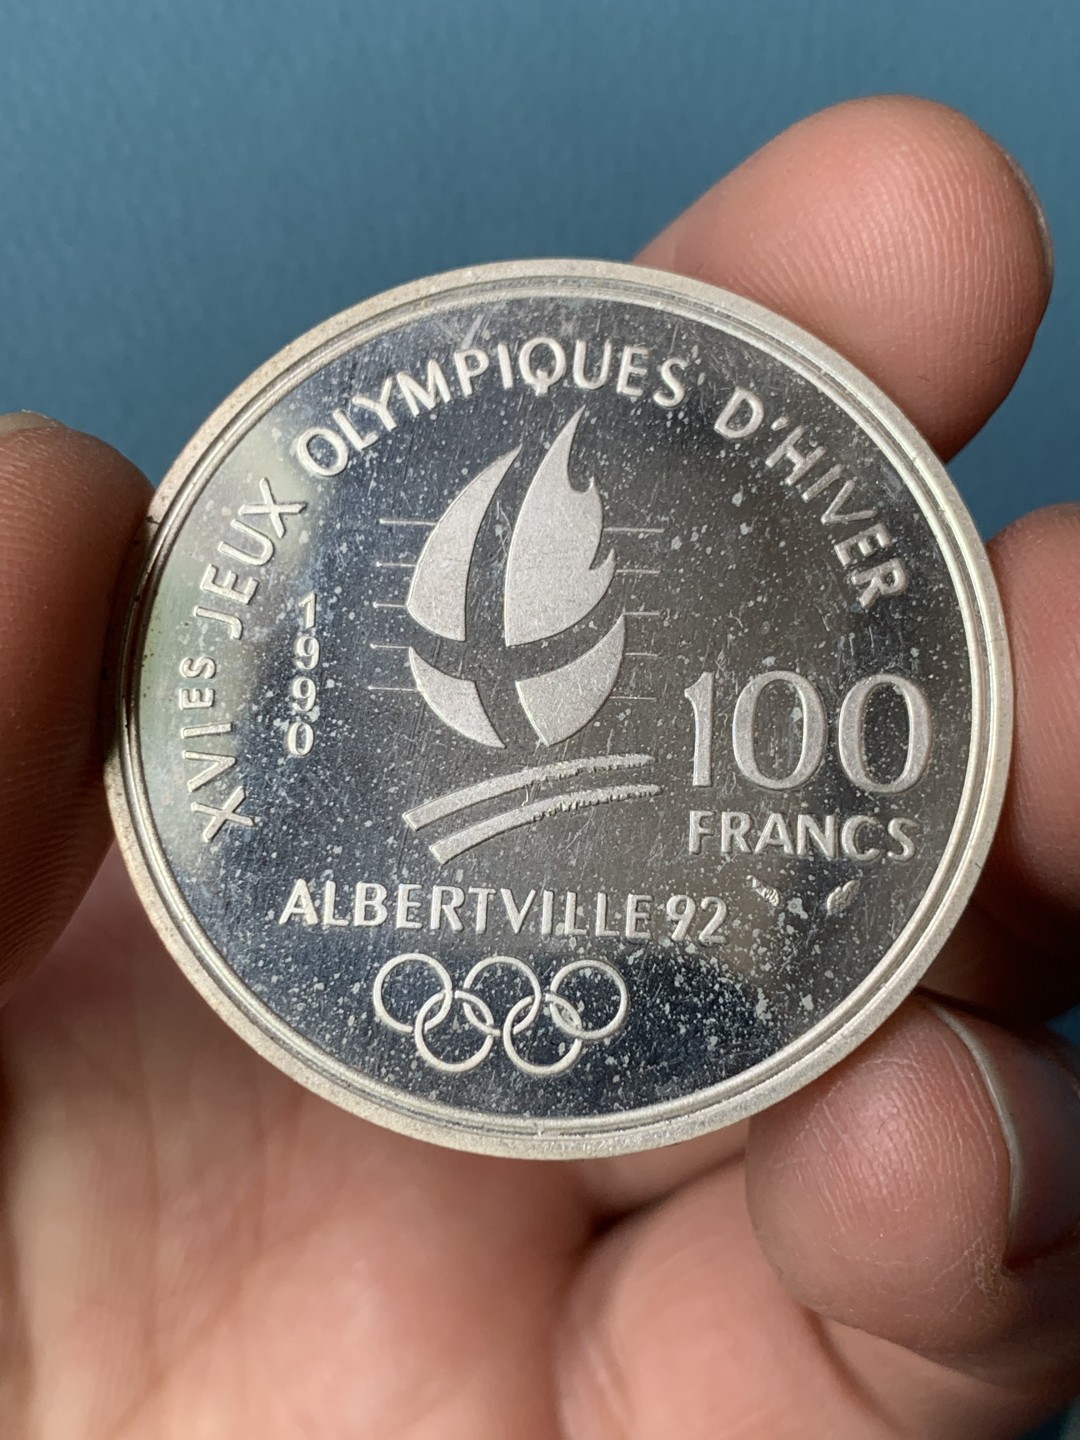 XVIES JEUX OLYMPIQUES D'HIVER
1990
100
FRANCS
ALBERTVILLE 92